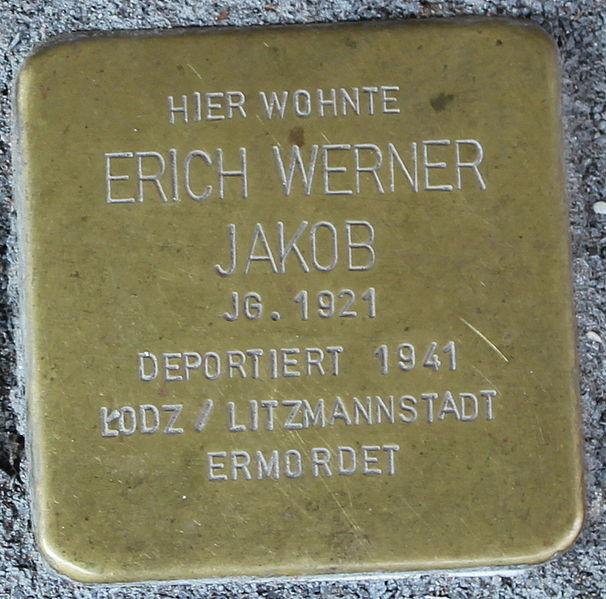 HIER WOHNTE
ERICH WERNER
JAKOB
JG. 1921
DEPORTIERT 1941
ŁODZ / LITZMANNSTADT
ERMORDET